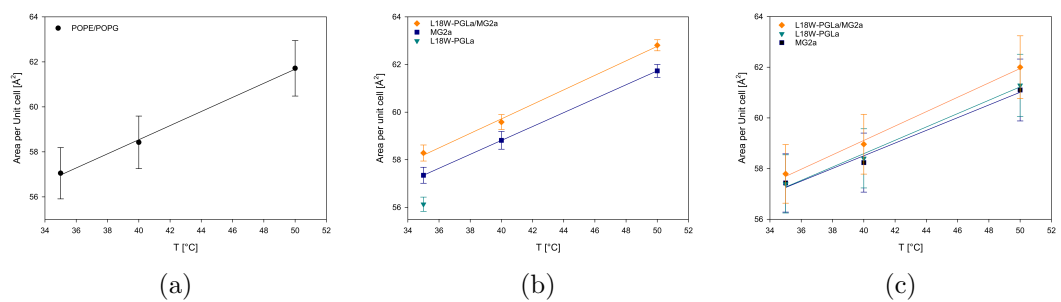 POPE/POPG
Area per Unit cell [Å²]
64
62
60
58
56
34 36 38 40 42 44 46 48 50 52
T [°C]
(a)
L18W-PGLa/MG2a
MG2a
L18W-PGLa
Area per Unit cell [Å²]
64
62
60
58
56
34 36 38 40 42 44 46 48 50 52
T [°C]
(b)
L18W-PGLa/MG2a
L18W-PGLa
MG2a
Area per unit cell [Å²]
64
62
60
58
56
34 36 38 40 42 44 46 48 50 52
T [°C]
(c)